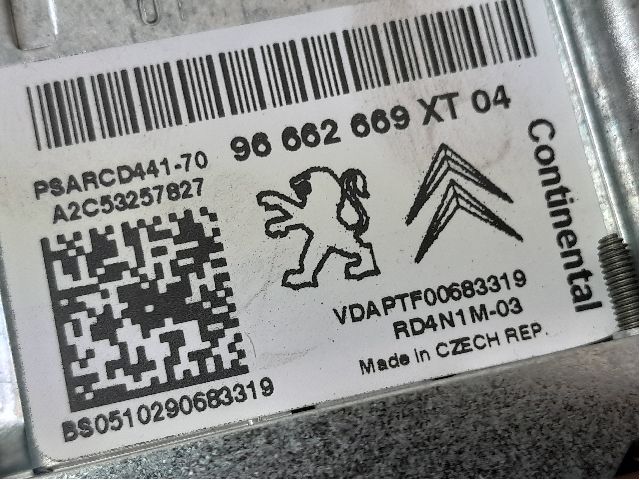 96 662 669 XT 04
PSARCD441-70
A2C53257827
Continental
VDAPTF00683319
RD4N1M-03
Made in CZECH REP.
BS0510290683319